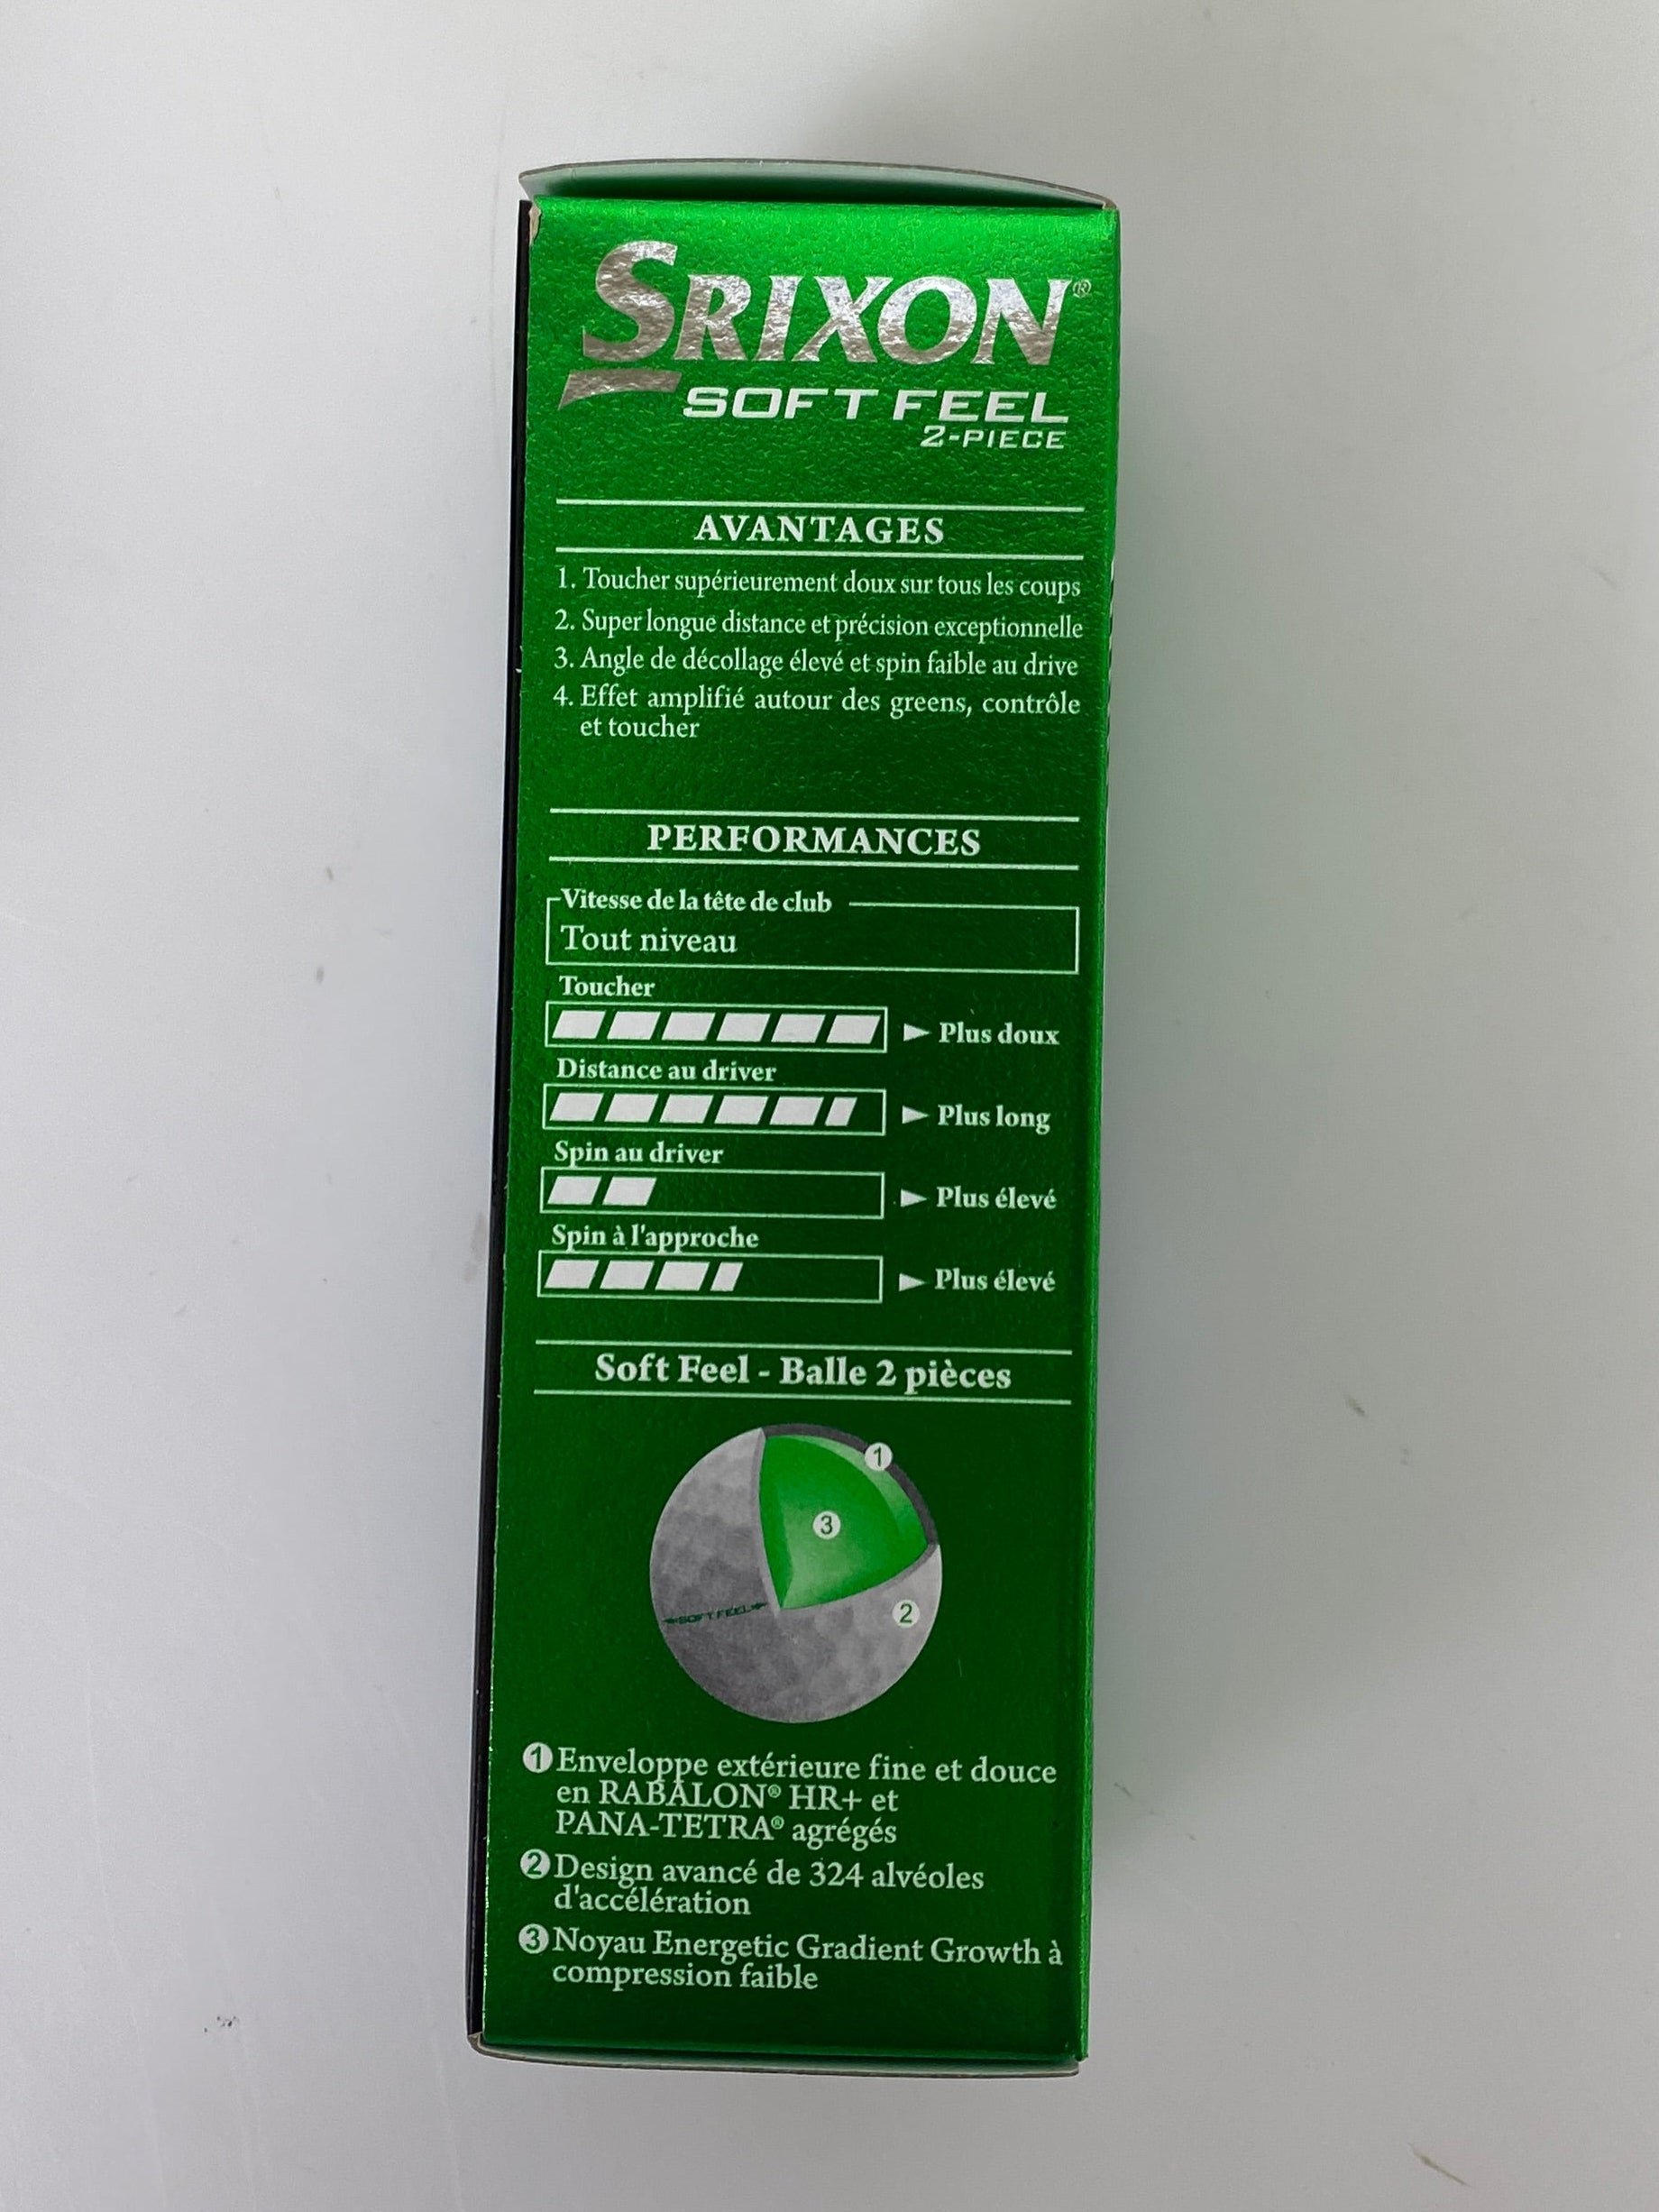 SRIXON®
SOFT FEEL
2-PIECE
AVANTAGES
1. Toucher supérieurement doux sur tous les coups
2. Super longue distance et précision exceptionnelle
3. Angle de décollage élevé et spin faible au drive
4. Effet amplifié autour des greens, contrôle
et toucher
PERFORMANCES
Vitesse de la tête de club
Tout niveau
Toucher
Plus doux
Distance au driver
Plus long
Spin au driver
Plus élevé
Spin à l'approche
Plus élevé
Soft Feel - Balle 2 pièces
1
3
2
SOFT FEEL
1 Enveloppe extérieure fine et douce
en RABALON® HR+ et
PANA-TETRA® agrégés
2 Design avancé de 324 alvéoles
d'accélération
3 Noyau Energetic Gradient Growth à
compression faible